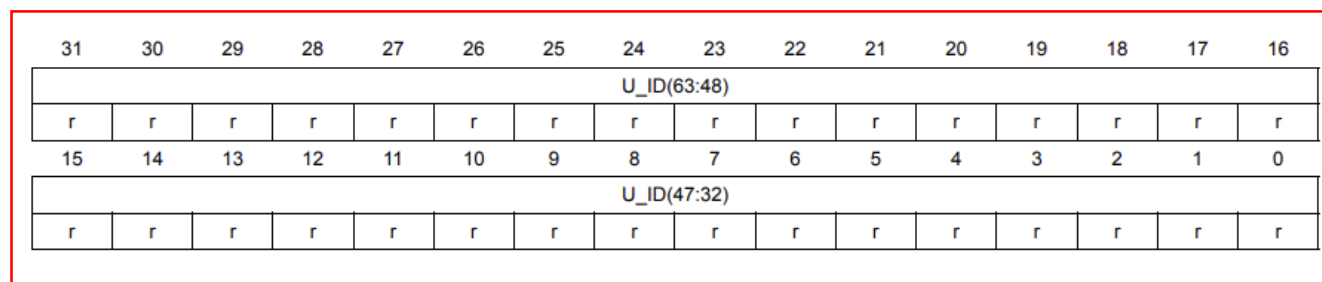 31 30 29 28 27 26 25 24 23 22 21 20 19 18 17 16
U_ID(63:48)
r r r r r r r r r r r r r r r r
15 14 13 12 11 10 9 8 7 6 5 4 3 2 1 0
U_ID(47:32)
r r r r r r r r r r r r r r r r